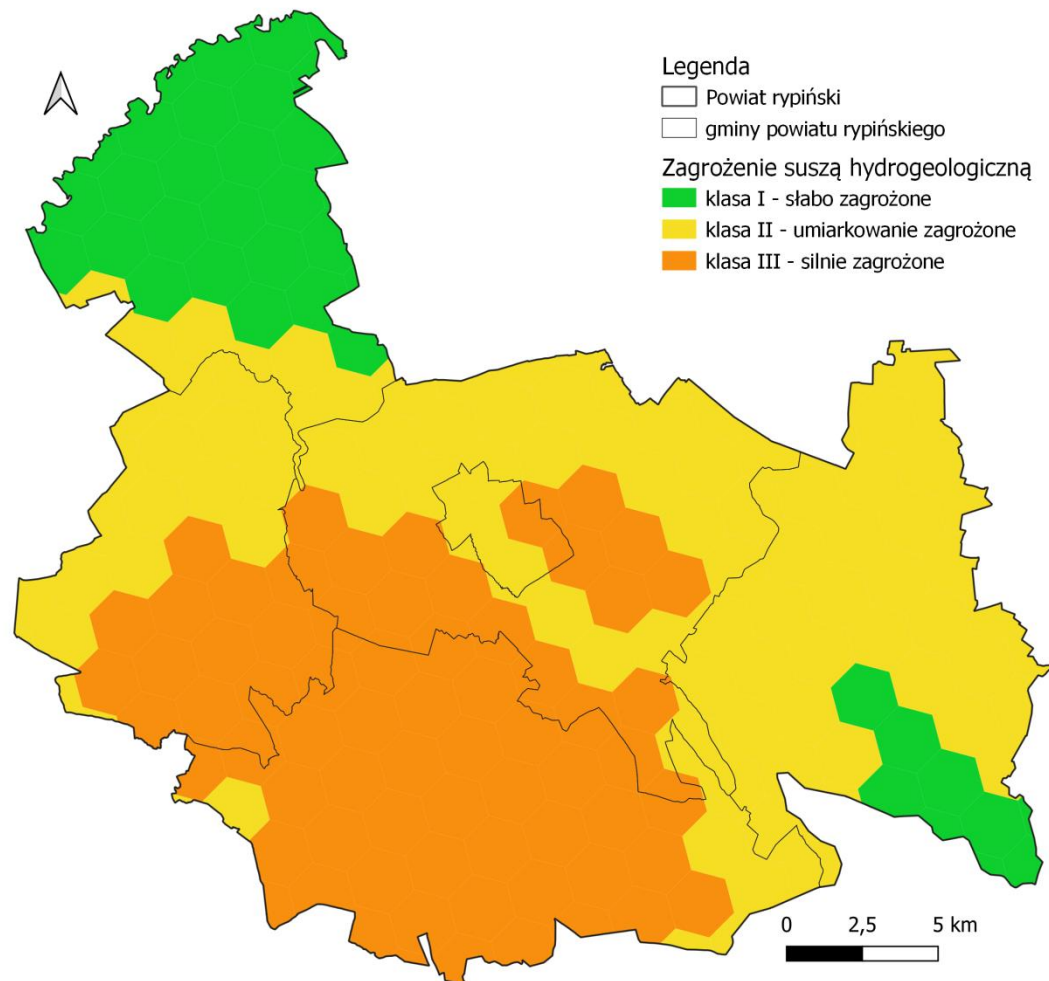 Legenda
Powiat rypiński
gminy powiatu rypińskiego
Zagrożenie suszą hydrogeologiczną
klasa I - słabo zagrożone
klasa II - umiarkowanie zagrożone
klasa III - silnie zagrożone
0 2,5 5 km